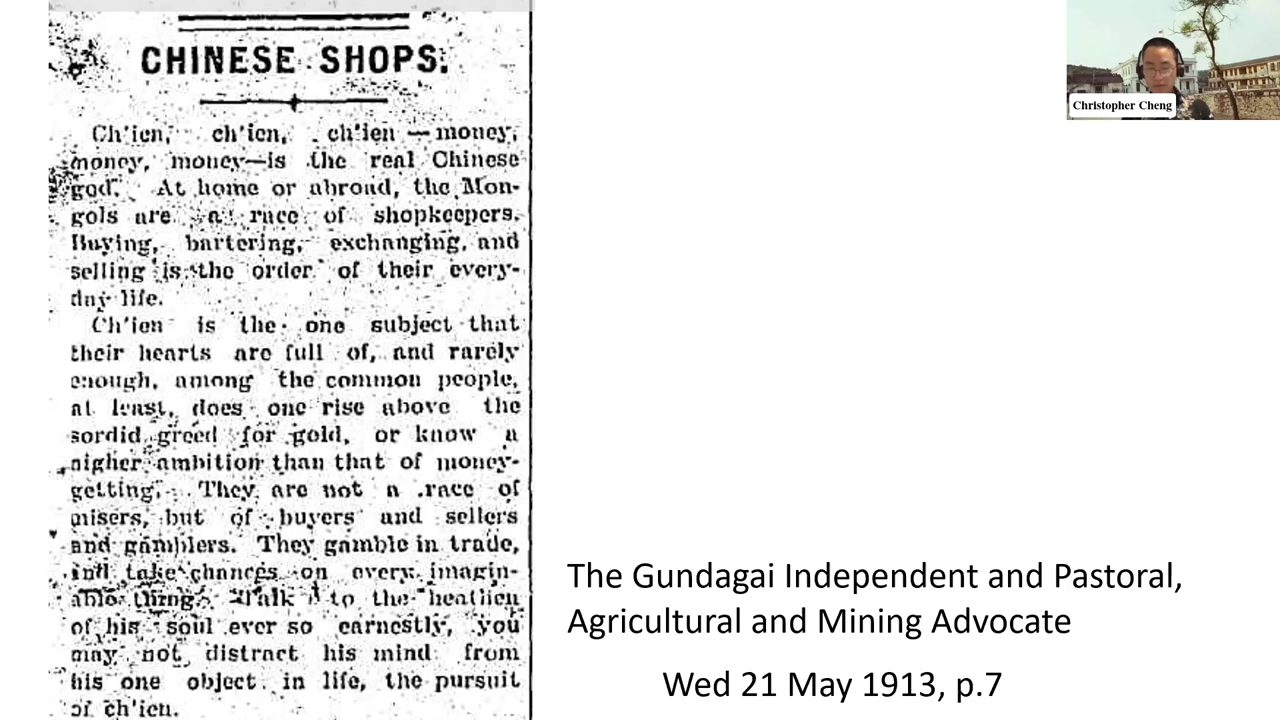 CHINESE SHOPS.
Ch'ien, ch'ien, ch'ien — money,
money, money—is the real Chinese
god. At home or abroad, the Mon-
gols are a race of shopkeepers.
Buying, bartering, exchanging, and
selling is the order of their every-
day life.
Ch'ien is the one subject that
their hearts are full of, and rarely
enough, among the common people,
at least, does one rise above the
sordid greed for gold, or know a
higher ambition than that of money-
getting. They are not a race of
misers, but of buyers and sellers
and gamblers. They gamble in trade,
and take chances on every imagin-
able thing. Talk to the heathen
of his soul ever so earnestly, you
may not distract his mind from
his one object in life, the pursuit
of ch'ien.
Christopher Cheng
The Gundagai Independent and Pastoral,
Agricultural and Mining Advocate
Wed 21 May 1913, p.7